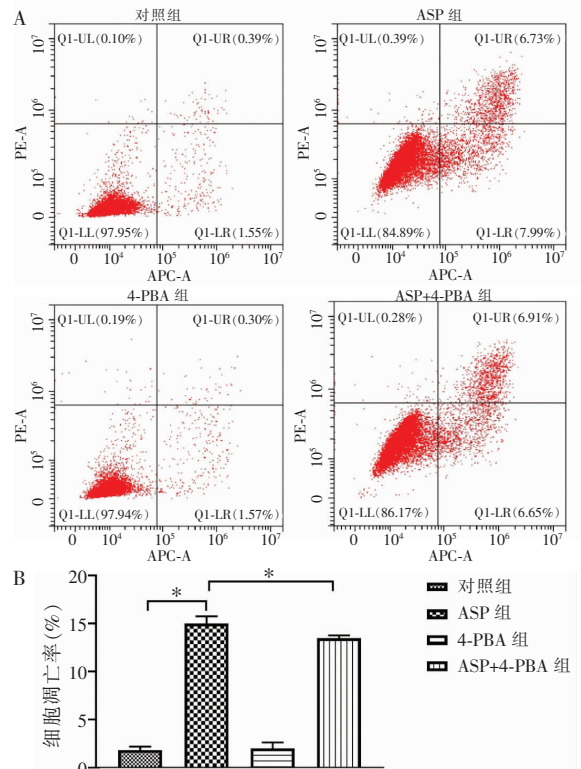 A
对照组
ASP 组
Q1-UL(0.10%) Q1-UR(0.39%)
Q1-UL(0.39%) Q1-UR(6.73%)
10^7
10^6
10^5
0
PE-A
10^7
10^6
10^5
0
PE-A
Q1-LL(97.95%) Q1-LR(1.55%)
Q1-LL(84.89%) Q1-LR(7.99%)
0 10^4 10^5 10^6 10^7
APC-A
0 10^4 10^5 10^6 10^7
APC-A
4-PBA 组
ASP+4-PBA 组
Q1-UL(0.19%) Q1-UR(0.30%)
Q1-UL(0.28%) Q1-UR(6.91%)
10^7
10^6
10^5
0
PE-A
10^7
10^6
10^5
0
PE-A
Q1-LL(97.94%) Q1-LR(1.57%)
Q1-LL(86.17%) Q1-LR(6.65%)
0 10^4 10^5 10^6 10^7
APC-A
0 10^4 10^5 10^6 10^7
APC-A
B
细胞凋亡率(%)
20
15
10
5
0
*
*
对照组
ASP 组
4-PBA 组
ASP+4-PBA 组